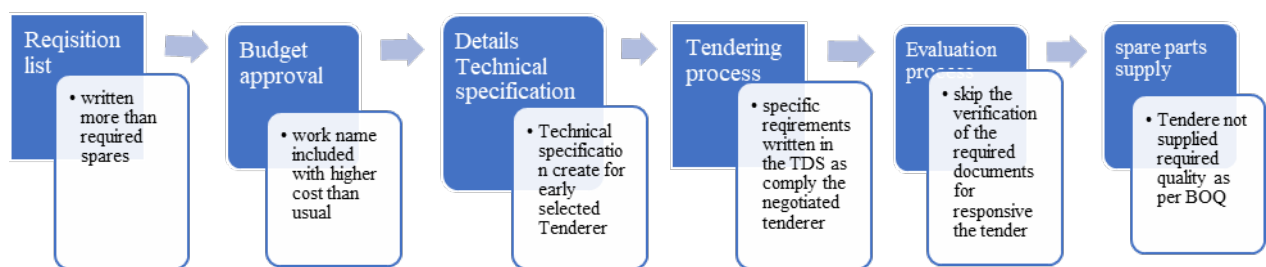 Reqisition
list
• written
more than
required
spares
Budget
approval
• work name
included
with higher
cost than
usual
Details
Technical
specification
• Technical
specificatio
n create for
early
selected
Tenderer
Tendering
process
• specific
reqirements
written in
the TDS as
comply the
negotiated
tenderer
Evaluation
process
• skip the
verification
of the
required
documents
for
responsive
the tender
spare parts
supply
• Tendere not
supplied
required
quality as
per BOQ